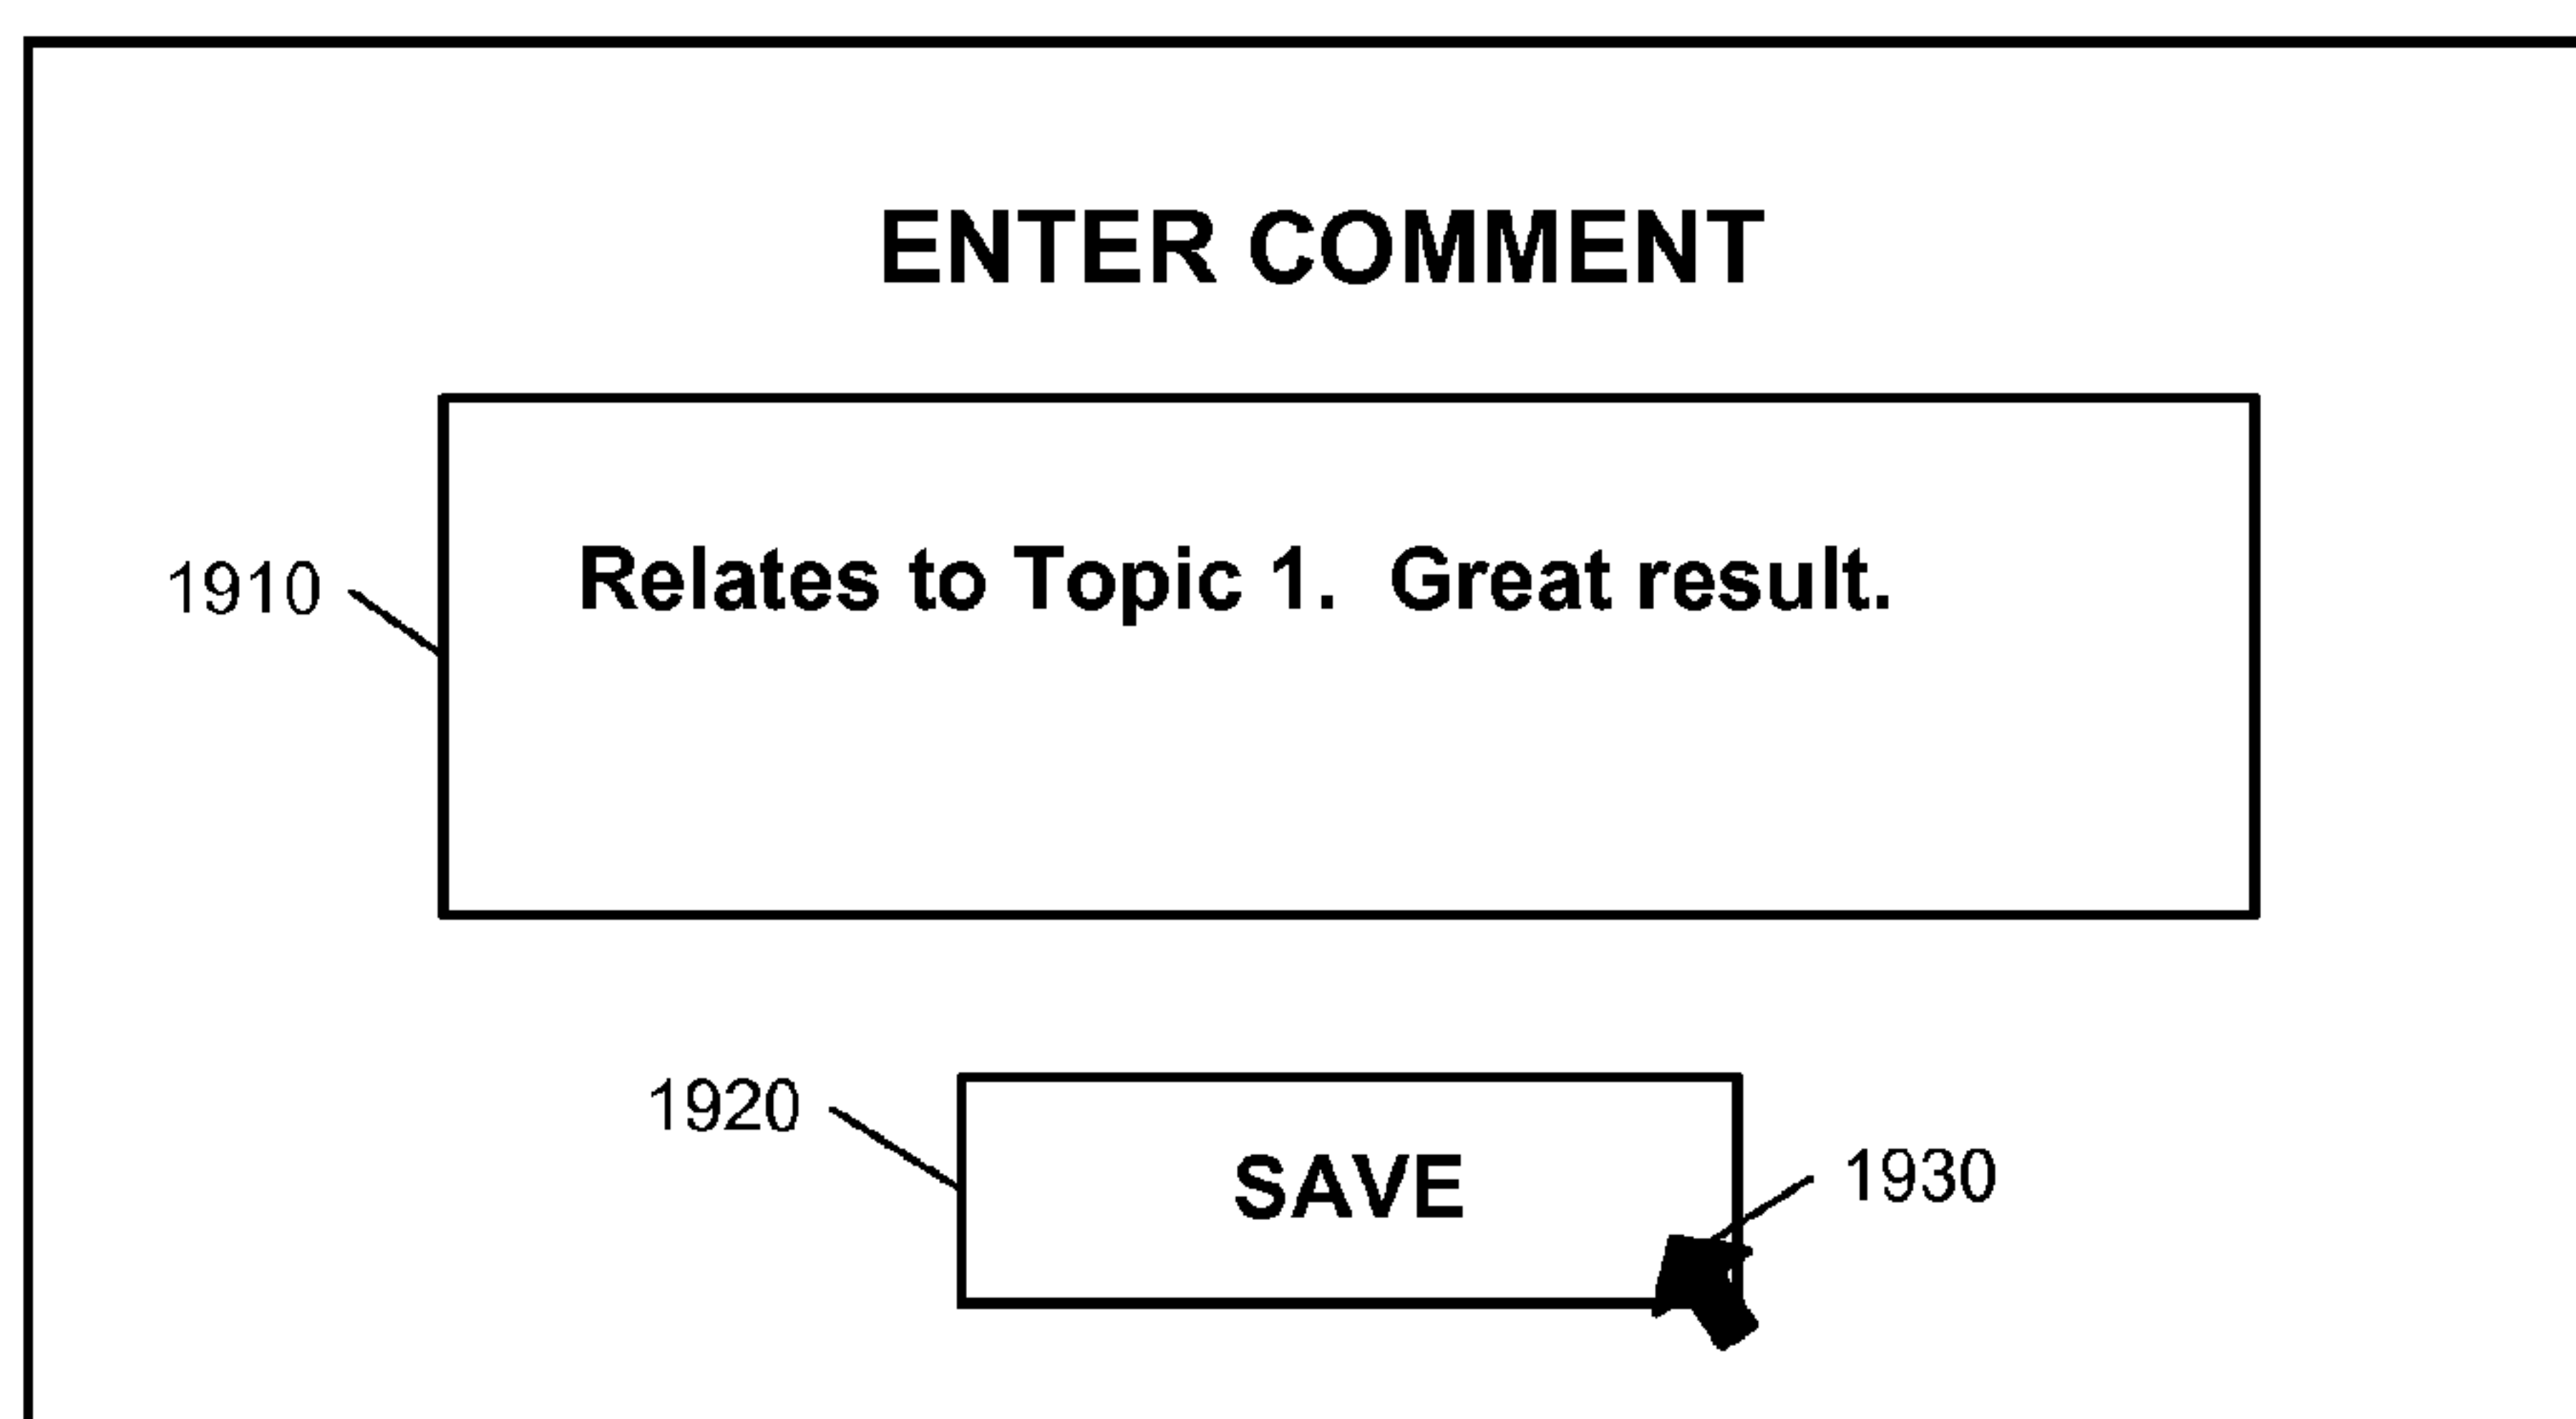 ENTER COMMENT
1910
Relates to Topic 1.  Great result.
1920
SAVE
1930